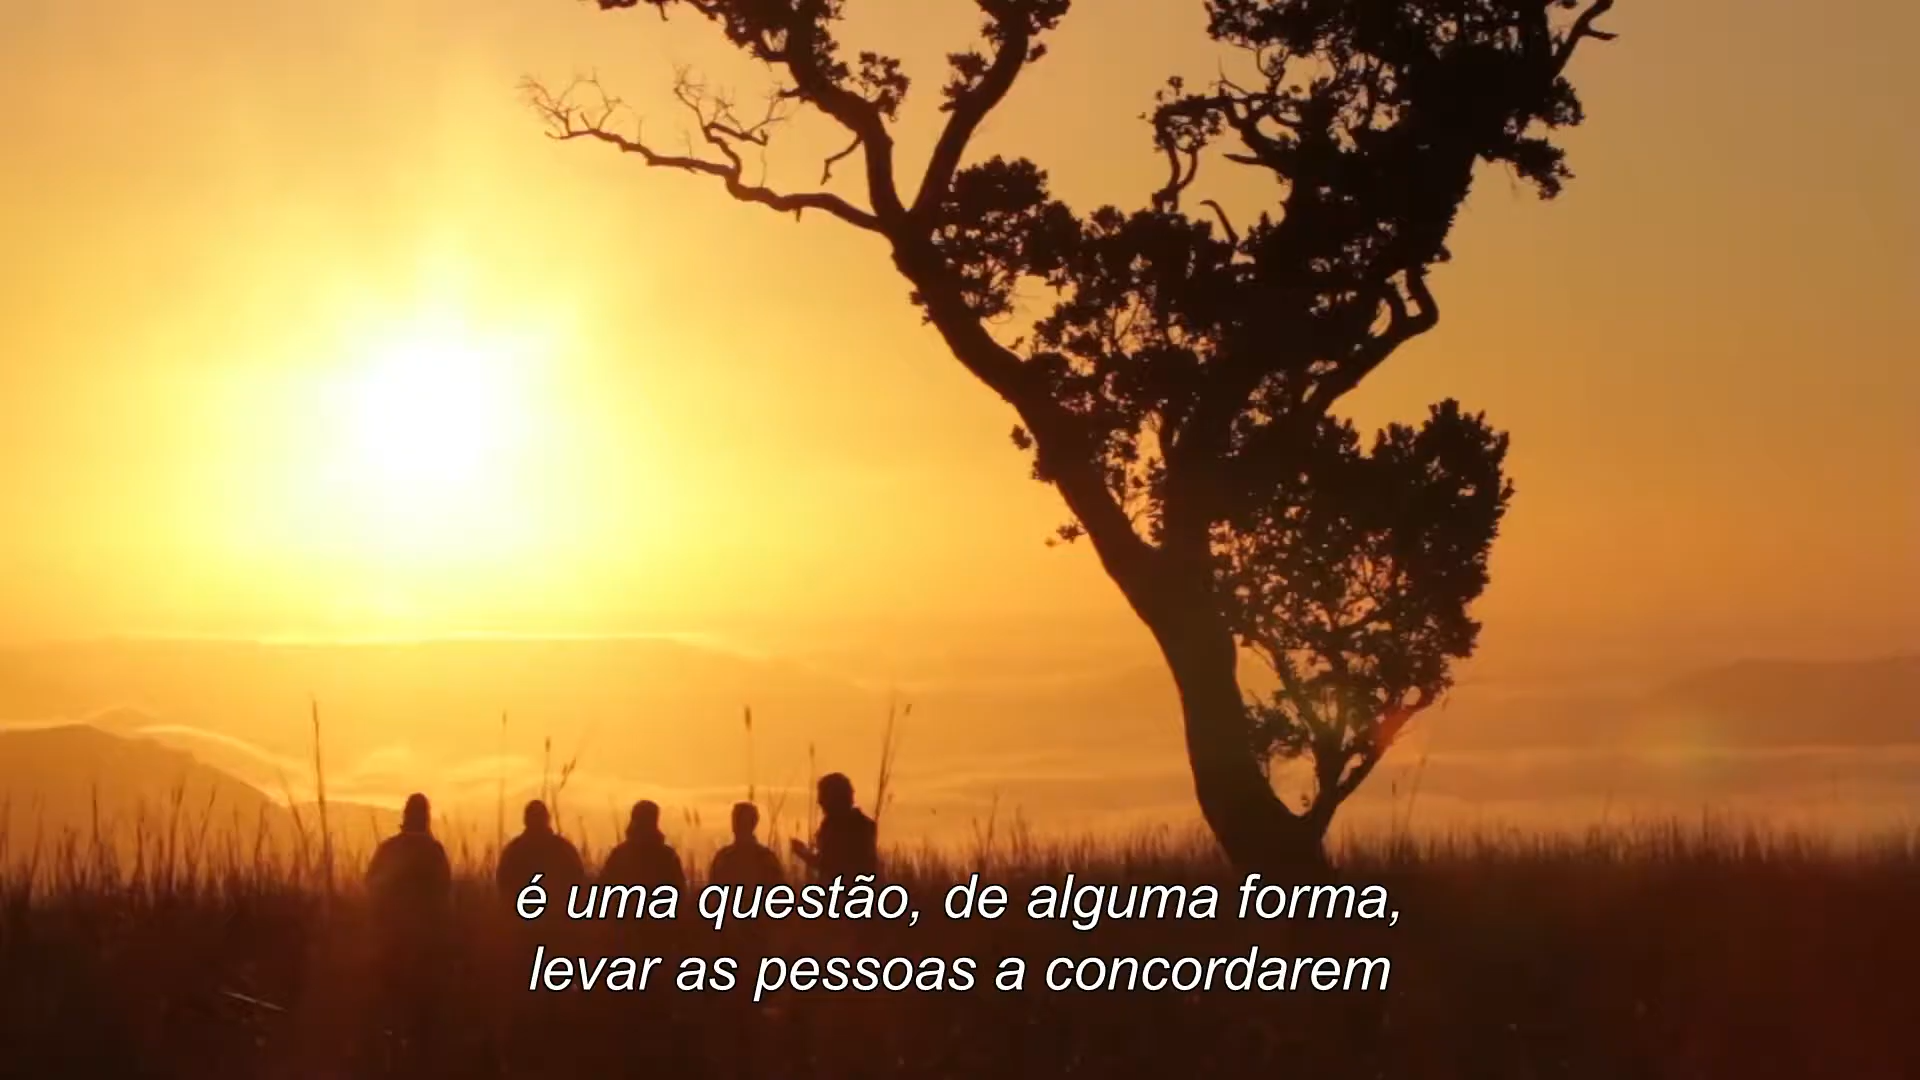 é uma questão, de alguma forma,
levar as pessoas a concordarem